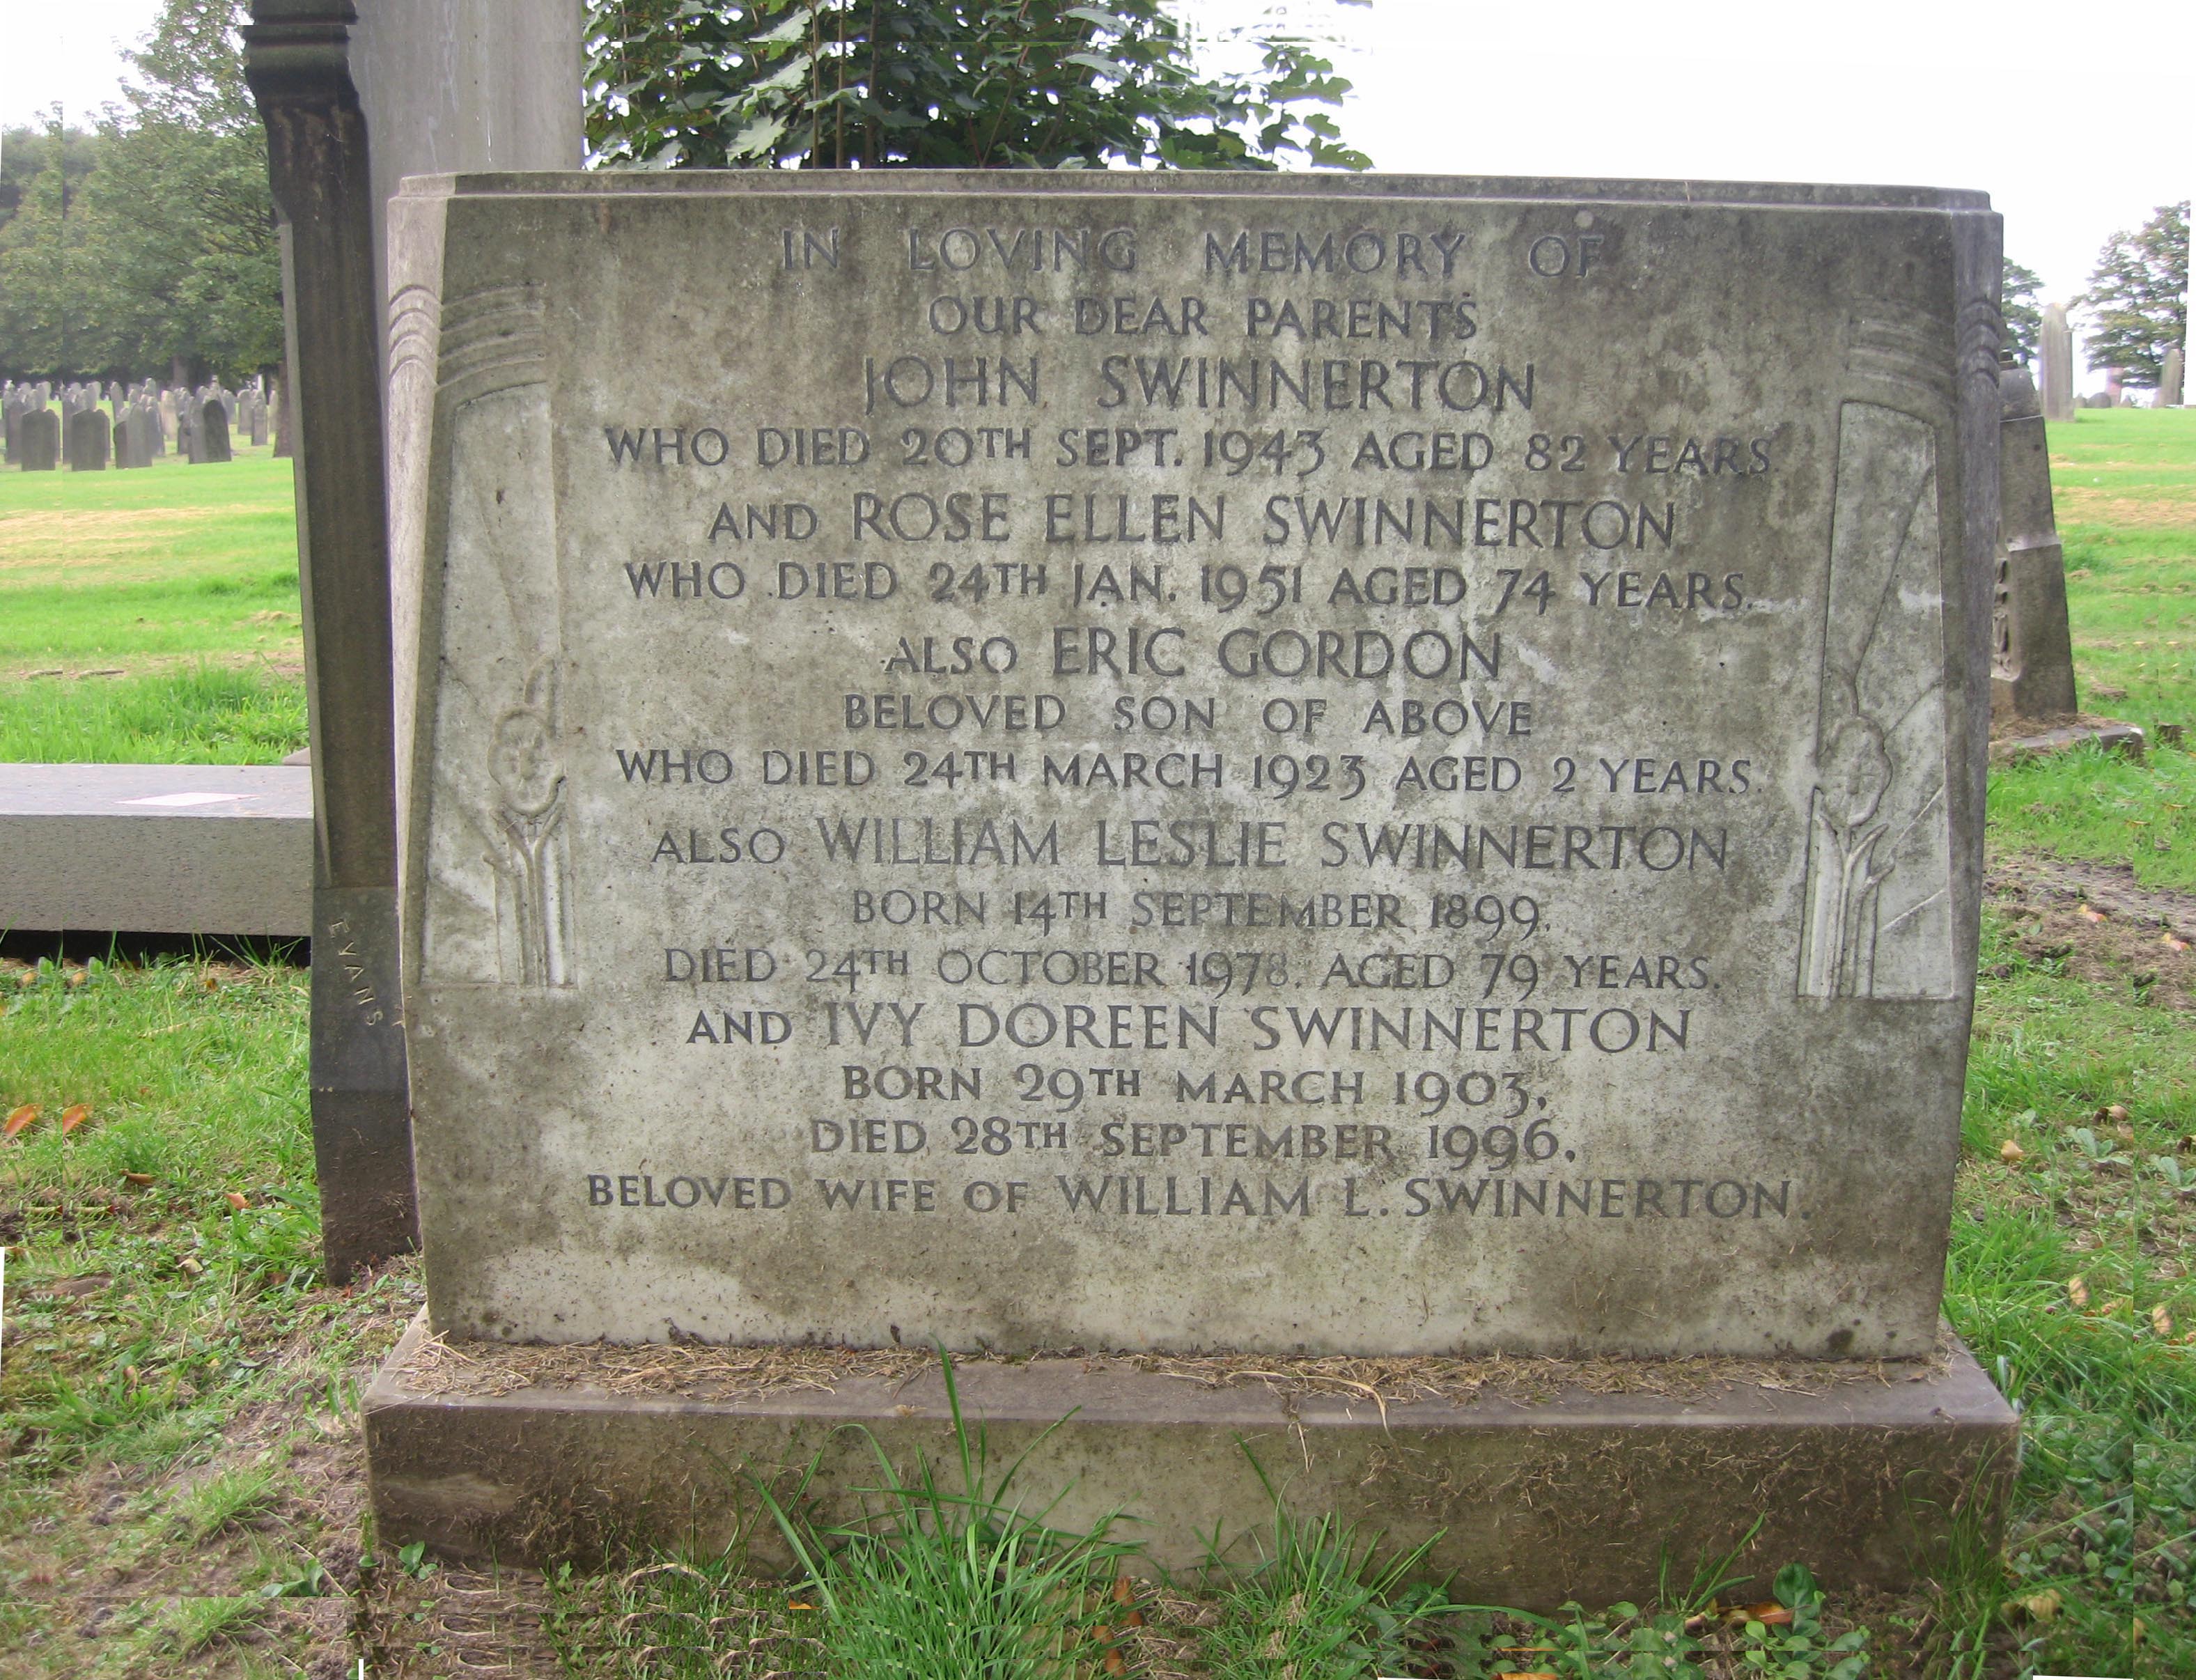 IN LOVING MEMORY OF
OUR DEAR PARENTS
JOHN SWINNERTON
WHO DIED 20TH SEPT. 1943 AGED 82 YEARS.
AND ROSE ELLEN SWINNERTON
WHO DIED 24TH JAN. 1951 AGED 74 YEARS.
ALSO ERIC GORDON
BELOVED SON OF ABOVE
WHO DIED 24TH MARCH 1923 AGED 2 YEARS.
ALSO WILLIAM LESLIE SWINNERTON
BORN 14TH SEPTEMBER 1899.
DIED 24TH OCTOBER 1978. AGED 79 YEARS.
AND IVY DOREEN SWINNERTON
BORN 29TH MARCH 1903,
DIED 28TH SEPTEMBER 1996.
BELOVED WIFE OF WILLIAM L. SWINNERTON.
EVANS